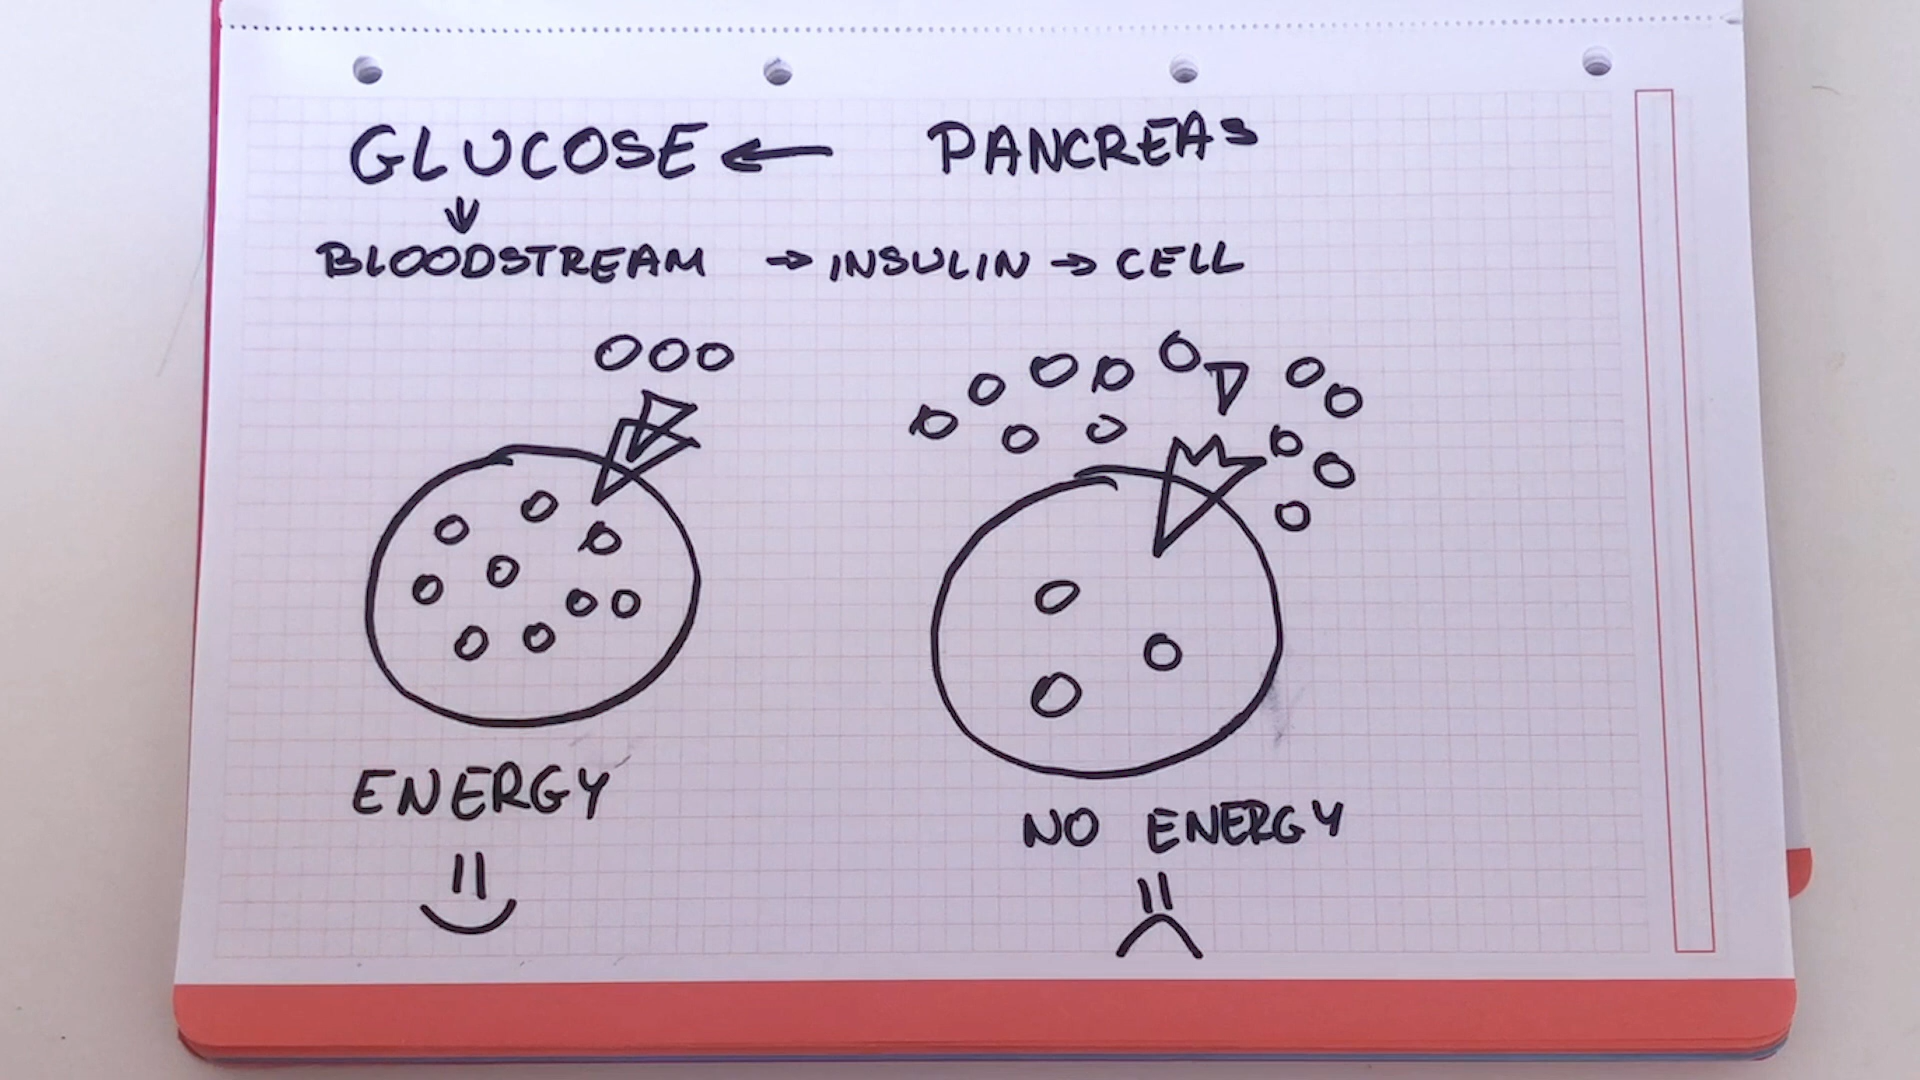 GLUCOSE ← PANCREAS
↓
BLOODSTREAM → INSULIN → CELL
ENERGY
NO ENERGY